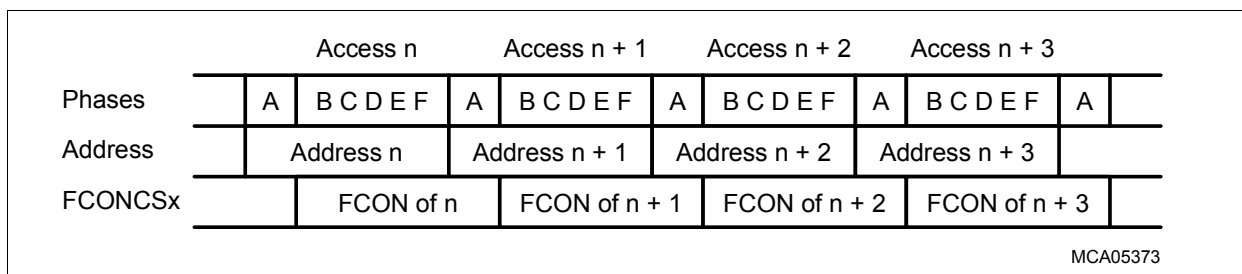 Access n Access n + 1 Access n + 2 Access n + 3
Phases A B C D E F A B C D E F A B C D E F A B C D E F A
Address Address n Address n + 1 Address n + 2 Address n + 3
FCONCSx FCON of n FCON of n + 1 FCON of n + 2 FCON of n + 3
MCA05373